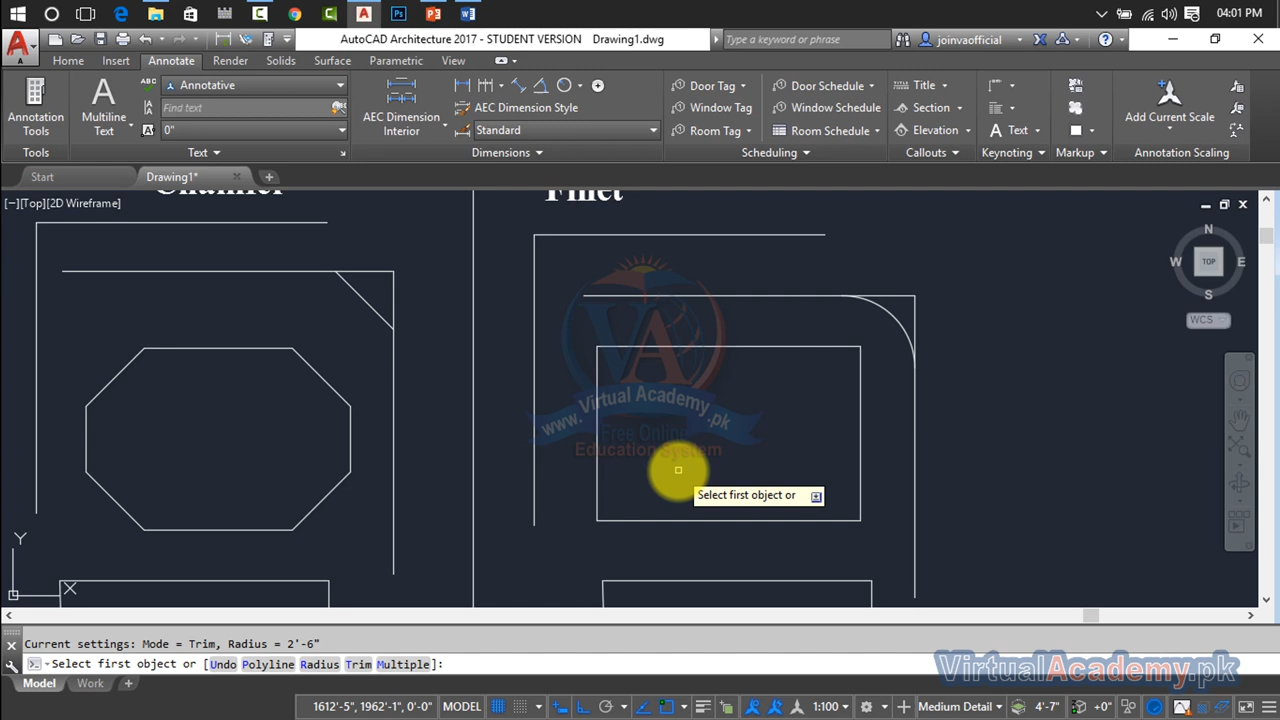 04:01 PM
AutoCAD Architecture 2017 - STUDENT VERSION Drawing1.dwg
Type a keyword or phrase
joinvaofficial
Home Insert Annotate Render Solids Surface Parametric View
Annotative
Find text
0"
Annotation
Tools
Multiline
Text
AEC Dimension
Interior
AEC Dimension Style
Standard
Door Tag
Window Tag
Room Tag
Door Schedule
Window Schedule
Room Schedule
Title
Section
Elevation
Text
Add Current Scale
Tools Text Dimensions Scheduling Callouts Keynoting Markup Annotation Scaling
Start Drawing1*
[−][Top][2D Wireframe]
Chamfer
Fillet
N
W TOP E
S
WCS
VA
www.VirtualAcademy.pk
Free Online
Education System
Select first object or
Y
X
Current settings: Mode = Trim, Radius = 2'-6"
Select first object or [Undo Polyline Radius Trim Multiple]:
VirtualAcademy.pk
Model Work
1612'-5", 1962'-1", 0'-0" MODEL 1:100 Medium Detail 4'-7" +0"